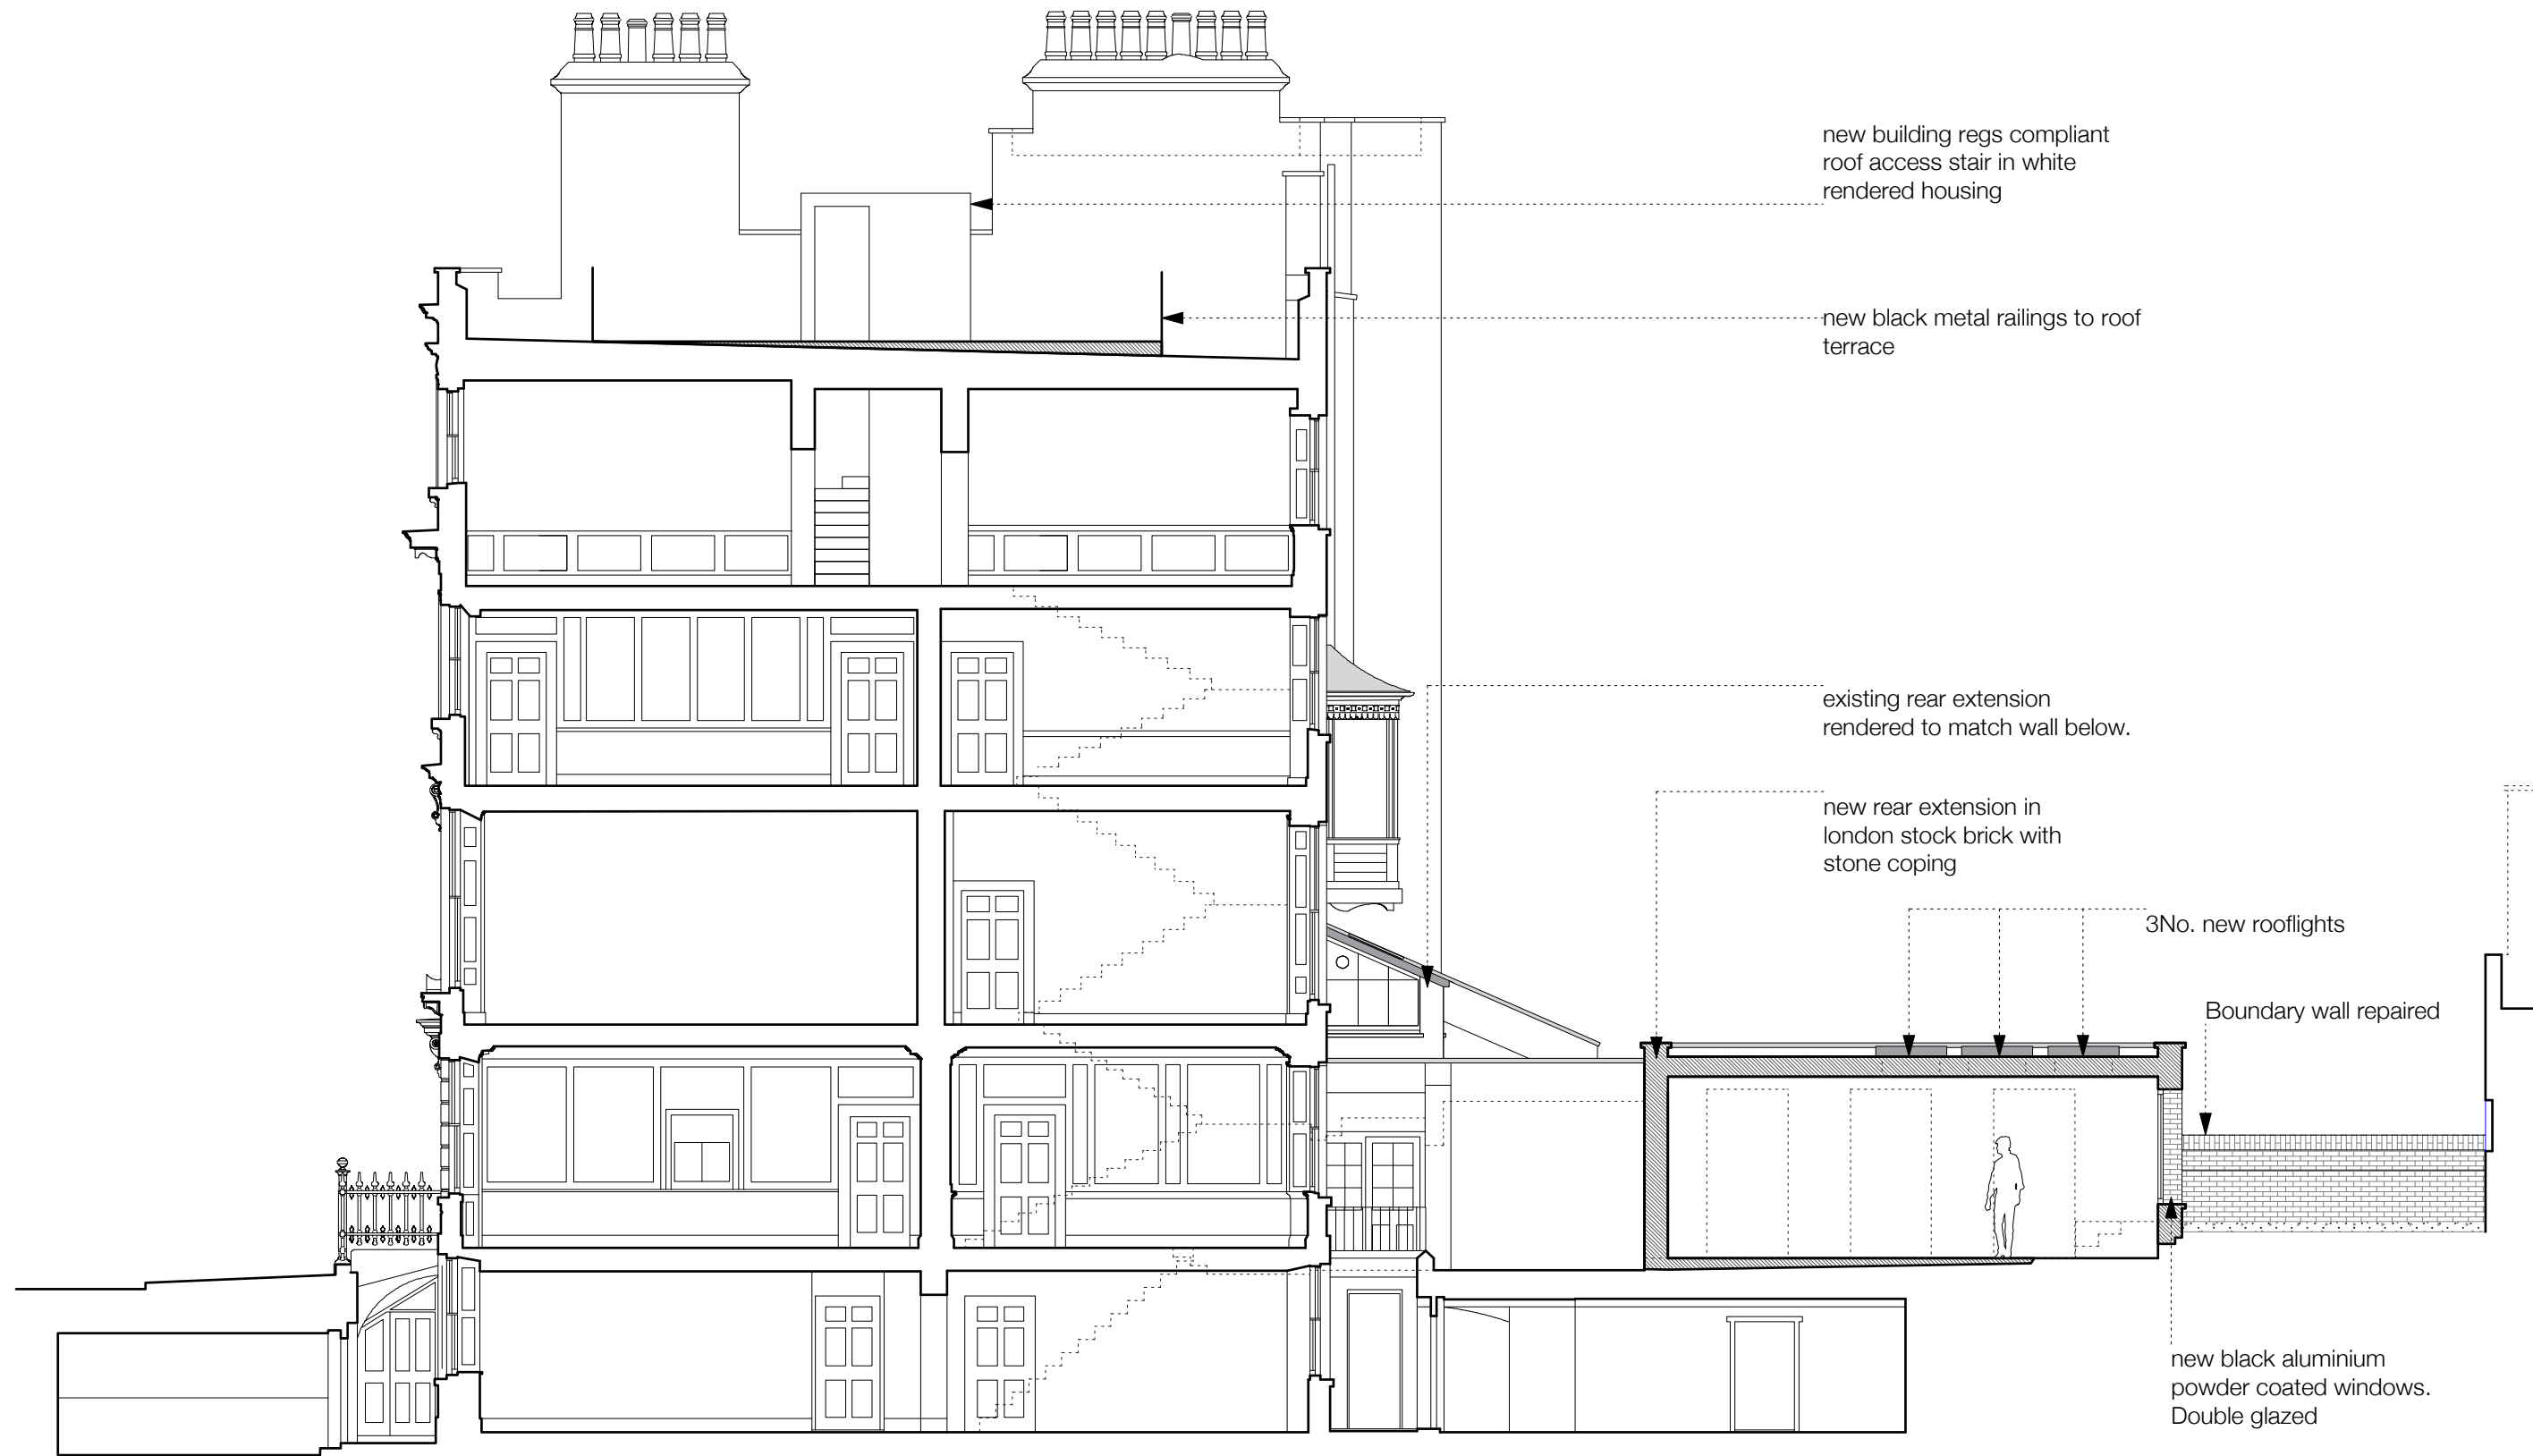 new building regs compliant
roof access stair in white
rendered housing
new black metal railings to roof
terrace
existing rear extension
rendered to match wall below.
new rear extension in
london stock brick with
stone coping
3No. new rooflights
Boundary wall repaired
new black aluminium
powder coated windows.
Double glazed